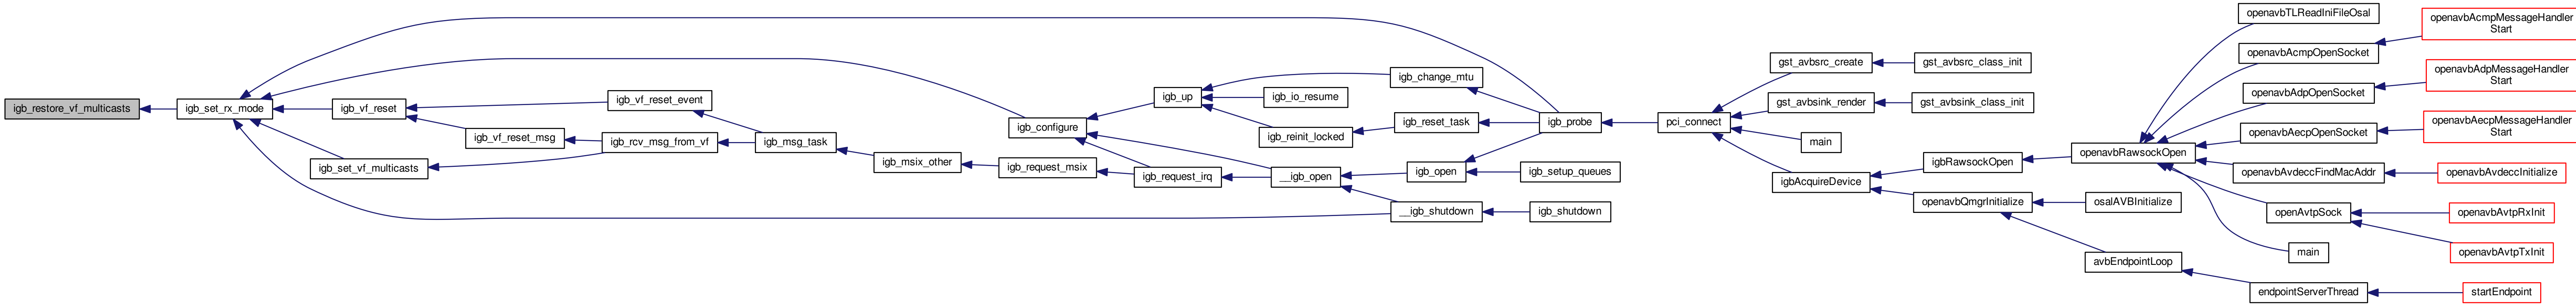 igb_restore_vf_multicasts
igb_set_rx_mode
igb_vf_reset
igb_set_vf_multicasts
igb_vf_reset_msg
igb_vf_reset_event
igb_rcv_msg_from_vf
igb_msg_task
igb_msix_other
igb_request_msix
igb_configure
igb_up
igb_request_irq
igb_io_resume
igb_reinit_locked
__igb_open
igb_change_mtu
igb_reset_task
igb_open
__igb_shutdown
igb_probe
igb_setup_queues
igb_shutdown
pci_connect
gst_avbsrc_create
gst_avbsink_render
main
igbAcquireDevice
gst_avbsrc_class_init
gst_avbsink_class_init
igbRawsockOpen
openavbQmgrInitialize
openavbRawsockOpen
osalAVBInitialize
avbEndpointLoop
openavbTLReadIniFileOsal
openavbAcmpOpenSocket
openavbAdpOpenSocket
openavbAecpOpenSocket
openavbAvdeccFindMacAddr
openAvtpSock
main
endpointServerThread
openavbAcmpMessageHandler
Start
openavbAdpMessageHandler
Start
openavbAecpMessageHandler
Start
openavbAvdeccInitialize
openavbAvtpRxInit
openavbAvtpTxInit
startEndpoint